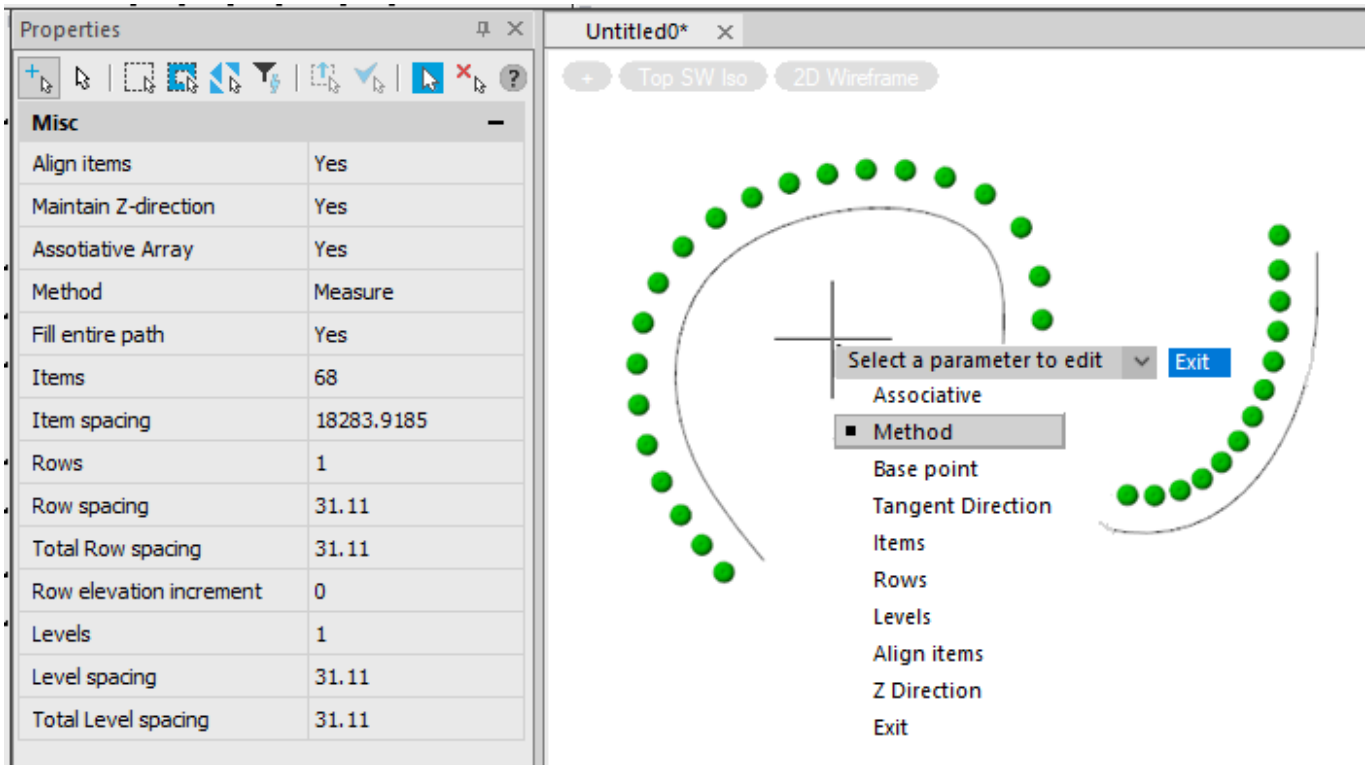 Properties
Misc
Align items Yes
Maintain Z-direction Yes
Assotiative Array Yes
Method Measure
Fill entire path Yes
Items 68
Item spacing 18283.9185
Rows 1
Row spacing 31.11
Total Row spacing 31.11
Row elevation increment 0
Levels 1
Level spacing 31.11
Total Level spacing 31.11
Untitled0*
+ Top SW Iso 2D Wireframe
Select a parameter to edit Exit
Associative
Method
Base point
Tangent Direction
Items
Rows
Levels
Align items
Z Direction
Exit